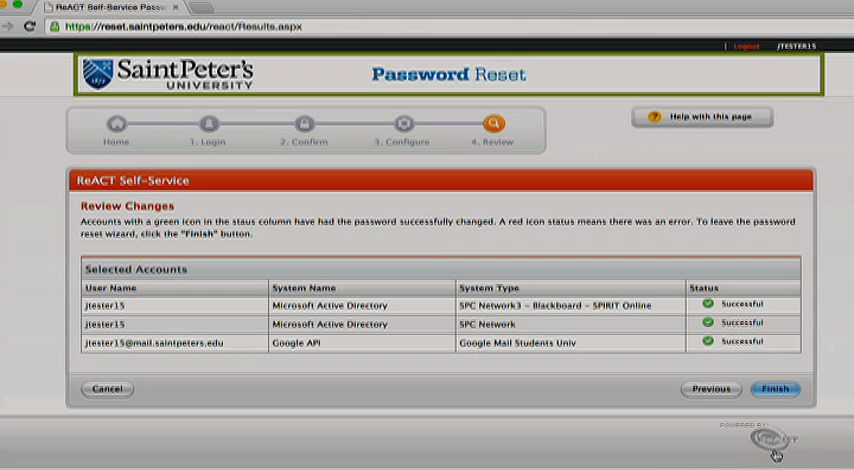 ReACT Self-Service Passw
https://reset.saintpeters.edu/react/Results.aspx
Logout JTESTER15
Saint Peter's
UNIVERSITY
1872
Password Reset
Home 1. Login 2. Confirm 3. Configure 4. Review
? Help with this page
ReACT Self-Service
Review Changes
Accounts with a green icon in the staus column have had the password successfully changed. A red icon status means there was an error. To leave the password
reset wizard, click the "Finish" button.
Selected Accounts
User Name System Name System Type Status
jtester15 Microsoft Active Directory SPC Network3 - Blackboard - SPIRIT Online Successful
jtester15 Microsoft Active Directory SPC Network Successful
jtester15@mail.saintpeters.edu Google API Google Mail Students Univ Successful
Cancel Previous Finish
POWERED BY:
ReACT